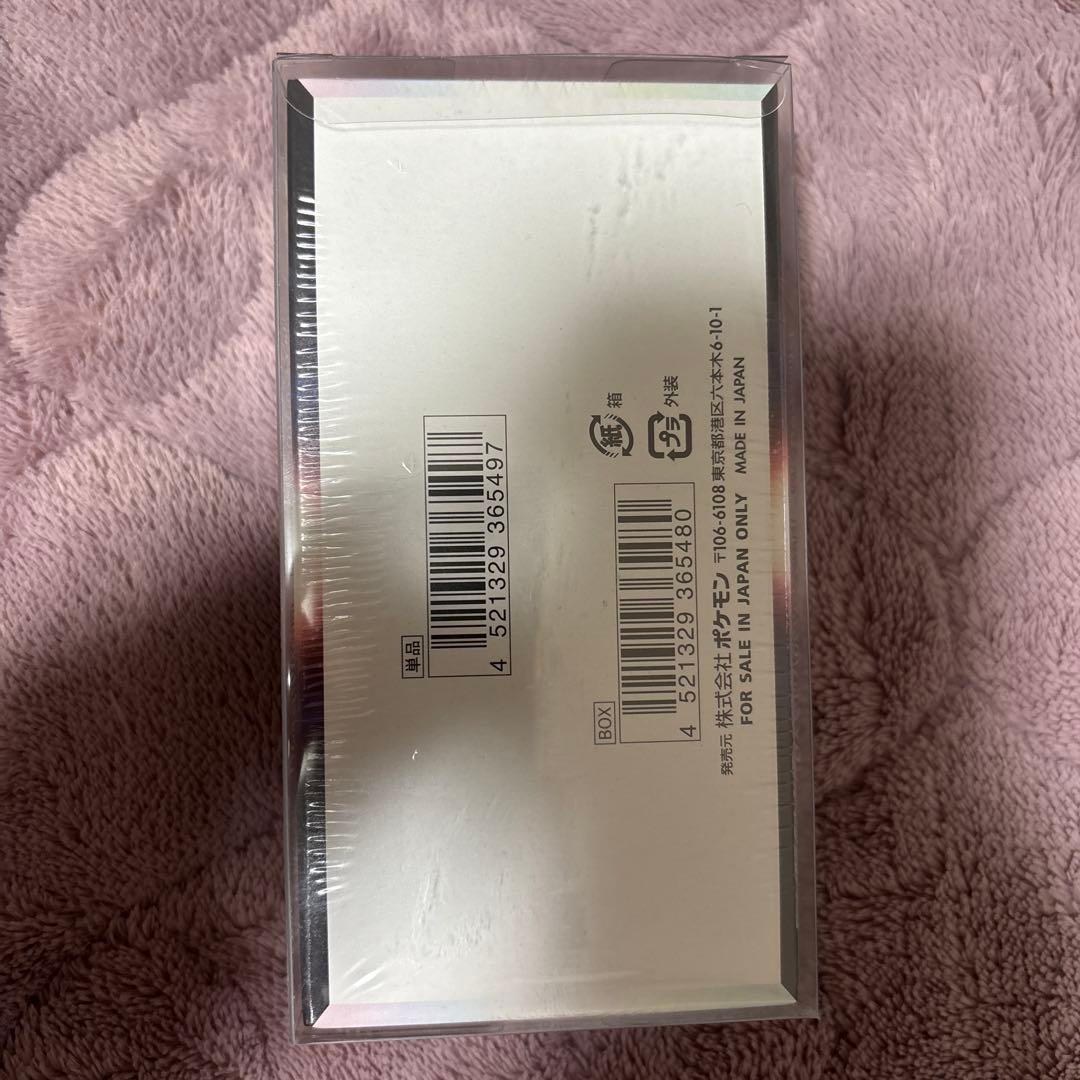 単品
4 521329 365497
BOX
4 521329 365480
紙 箱
プラ 外装
発売元 株式会社ポケモン 〒106-6108 東京都港区六本木6-10-1
FOR SALE IN JAPAN ONLY MADE IN JAPAN